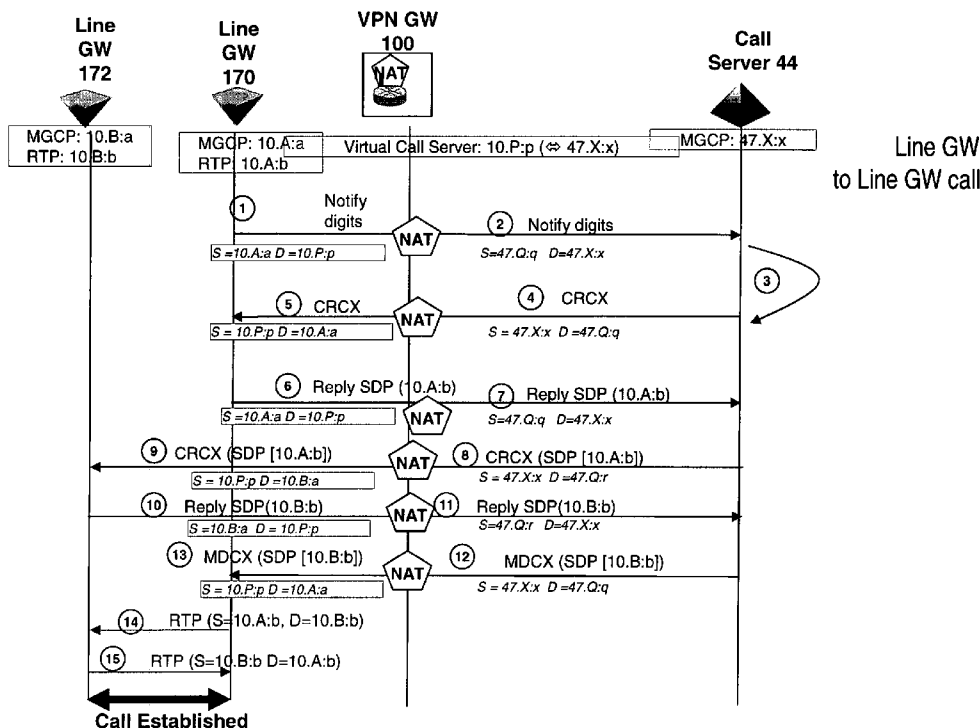 Line
GW
172
Line
GW
170
VPN GW
100
NAT
Call
Server 44
MGCP: 10.B:a
RTP: 10.B:b
MGCP: 10.A:a
RTP: 10.A:b
Virtual Call Server: 10.P:p (⇔ 47.X:x)
MGCP: 47.X:x
Line GW
to Line GW call
1
Notify
digits
NAT
2 Notify digits
S =10.A:a D =10.P:p
S=47.Q:q D=47.X:x
3
5 CRCX
NAT
4 CRCX
S = 10.P:p D =10.A:a
S = 47.X:x D =47.Q:q
6 Reply SDP (10.A:b)
7 Reply SDP (10.A:b)
S =10.A:a D =10.P:p
NAT
S=47.Q:q D=47.X:x
9 CRCX (SDP [10.A:b])
NAT
8 CRCX (SDP [10.A:b])
S = 10.P:p D =10.B:a
S = 47.X:x D =47.Q:r
10 Reply SDP(10.B:b)
NAT
11 Reply SDP(10.B:b)
S =10.B:a D = 10.P:p
S=47.Q:r D=47.X:x
13 MDCX (SDP [10.B:b])
NAT
12 MDCX (SDP [10.B:b])
S = 10.P:p D =10.A:a
S = 47.X:x D =47.Q:q
14 RTP (S=10.A:b, D=10.B:b)
15 RTP (S=10.B:b D=10.A:b)
Call Established